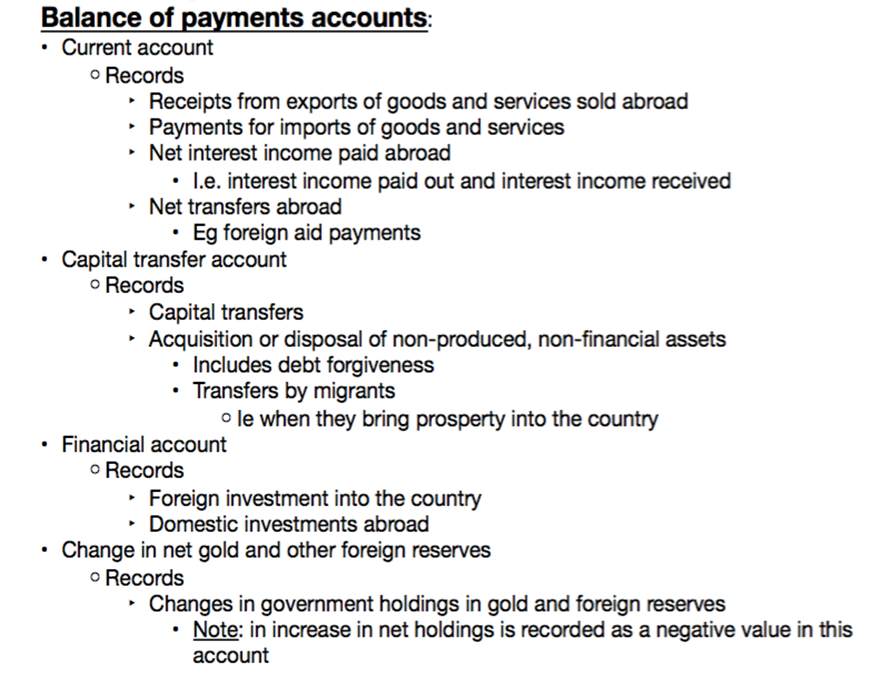 Balance of payments accounts:
• Current account
○ Records
‣ Receipts from exports of goods and services sold abroad
‣ Payments for imports of goods and services
‣ Net interest income paid abroad
• I.e. interest income paid out and interest income received
‣ Net transfers abroad
• Eg foreign aid payments
• Capital transfer account
○ Records
‣ Capital transfers
‣ Acquisition or disposal of non-produced, non-financial assets
• Includes debt forgiveness
• Transfers by migrants
○ Ie when they bring prosperty into the country
• Financial account
○ Records
‣ Foreign investment into the country
‣ Domestic investments abroad
• Change in net gold and other foreign reserves
○ Records
‣ Changes in government holdings in gold and foreign reserves
• Note: in increase in net holdings is recorded as a negative value in this
account